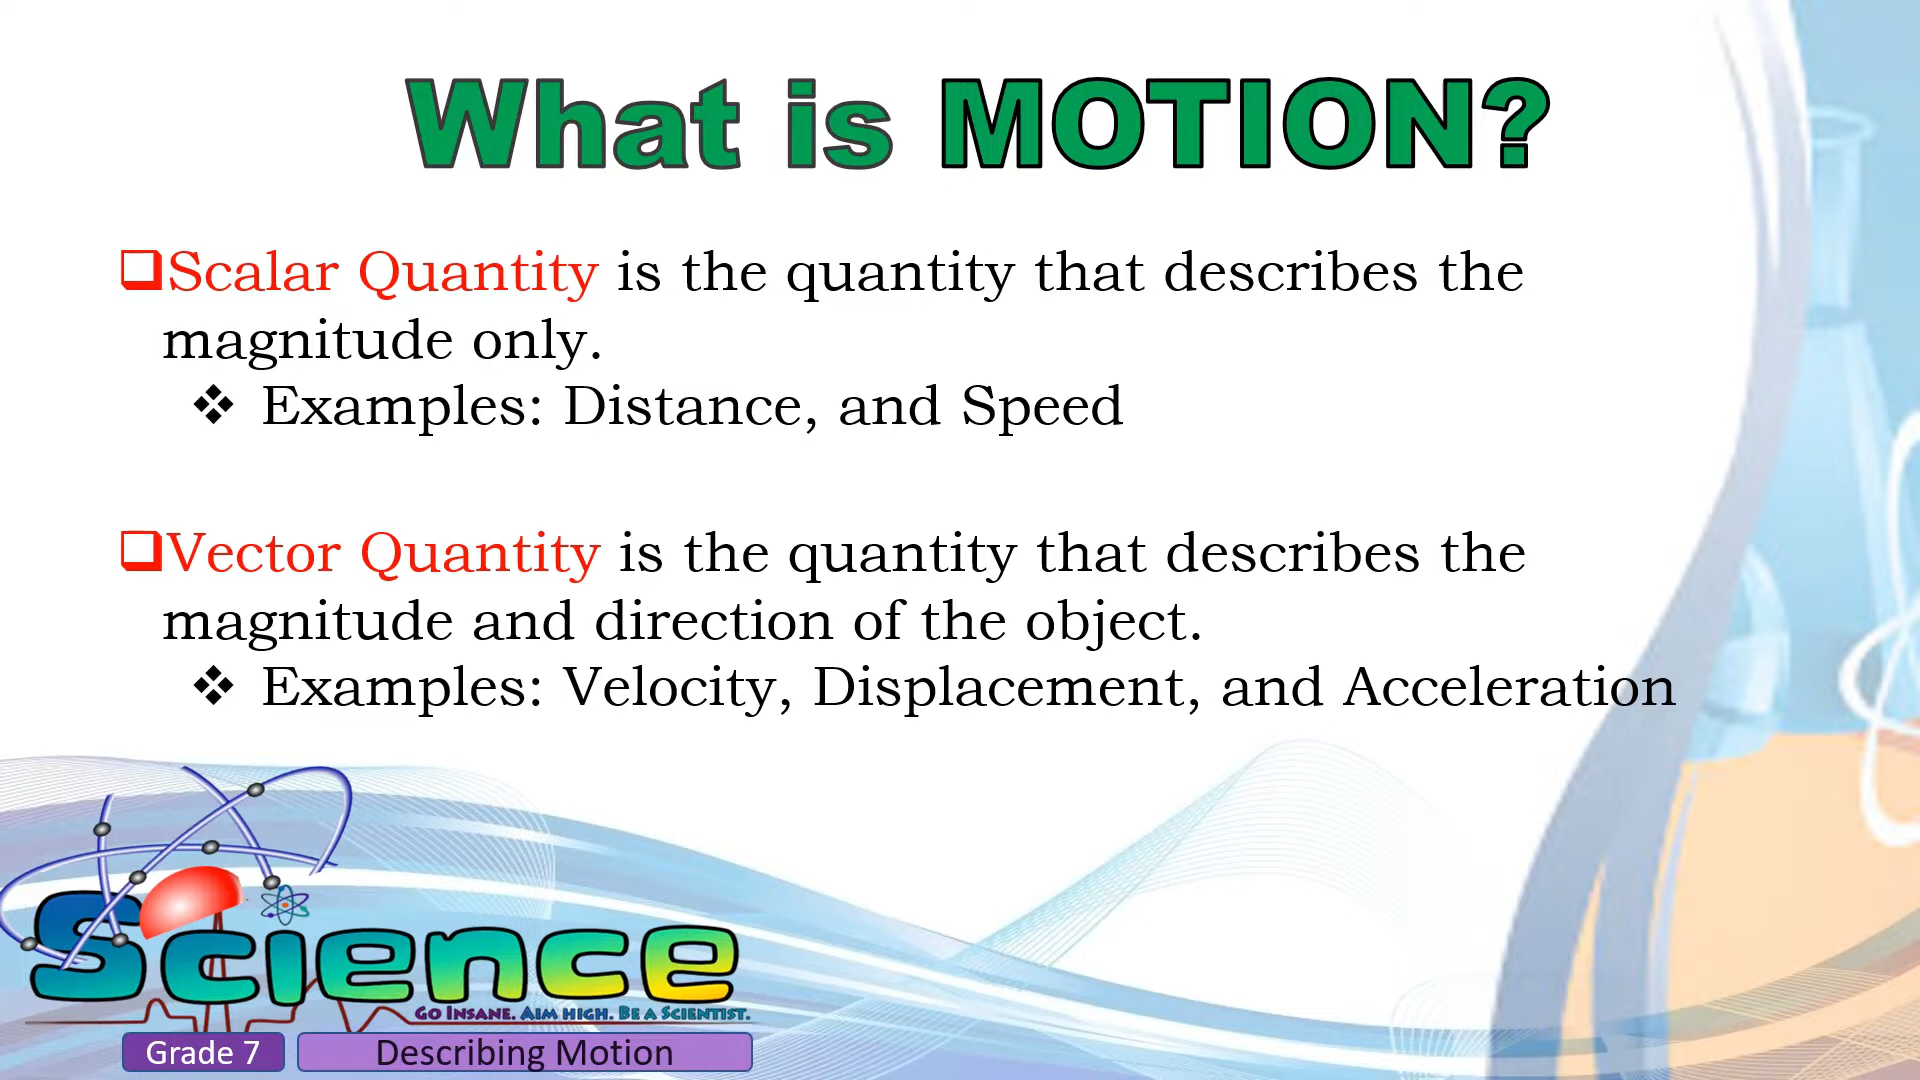 What is MOTION?
Scalar Quantity is the quantity that describes the
magnitude only.
Examples: Distance, and Speed
Vector Quantity is the quantity that describes the
magnitude and direction of the object.
Examples: Velocity, Displacement, and Acceleration
Science
Go Insane. Aim high. Be a Scientist.
Grade 7
Describing Motion